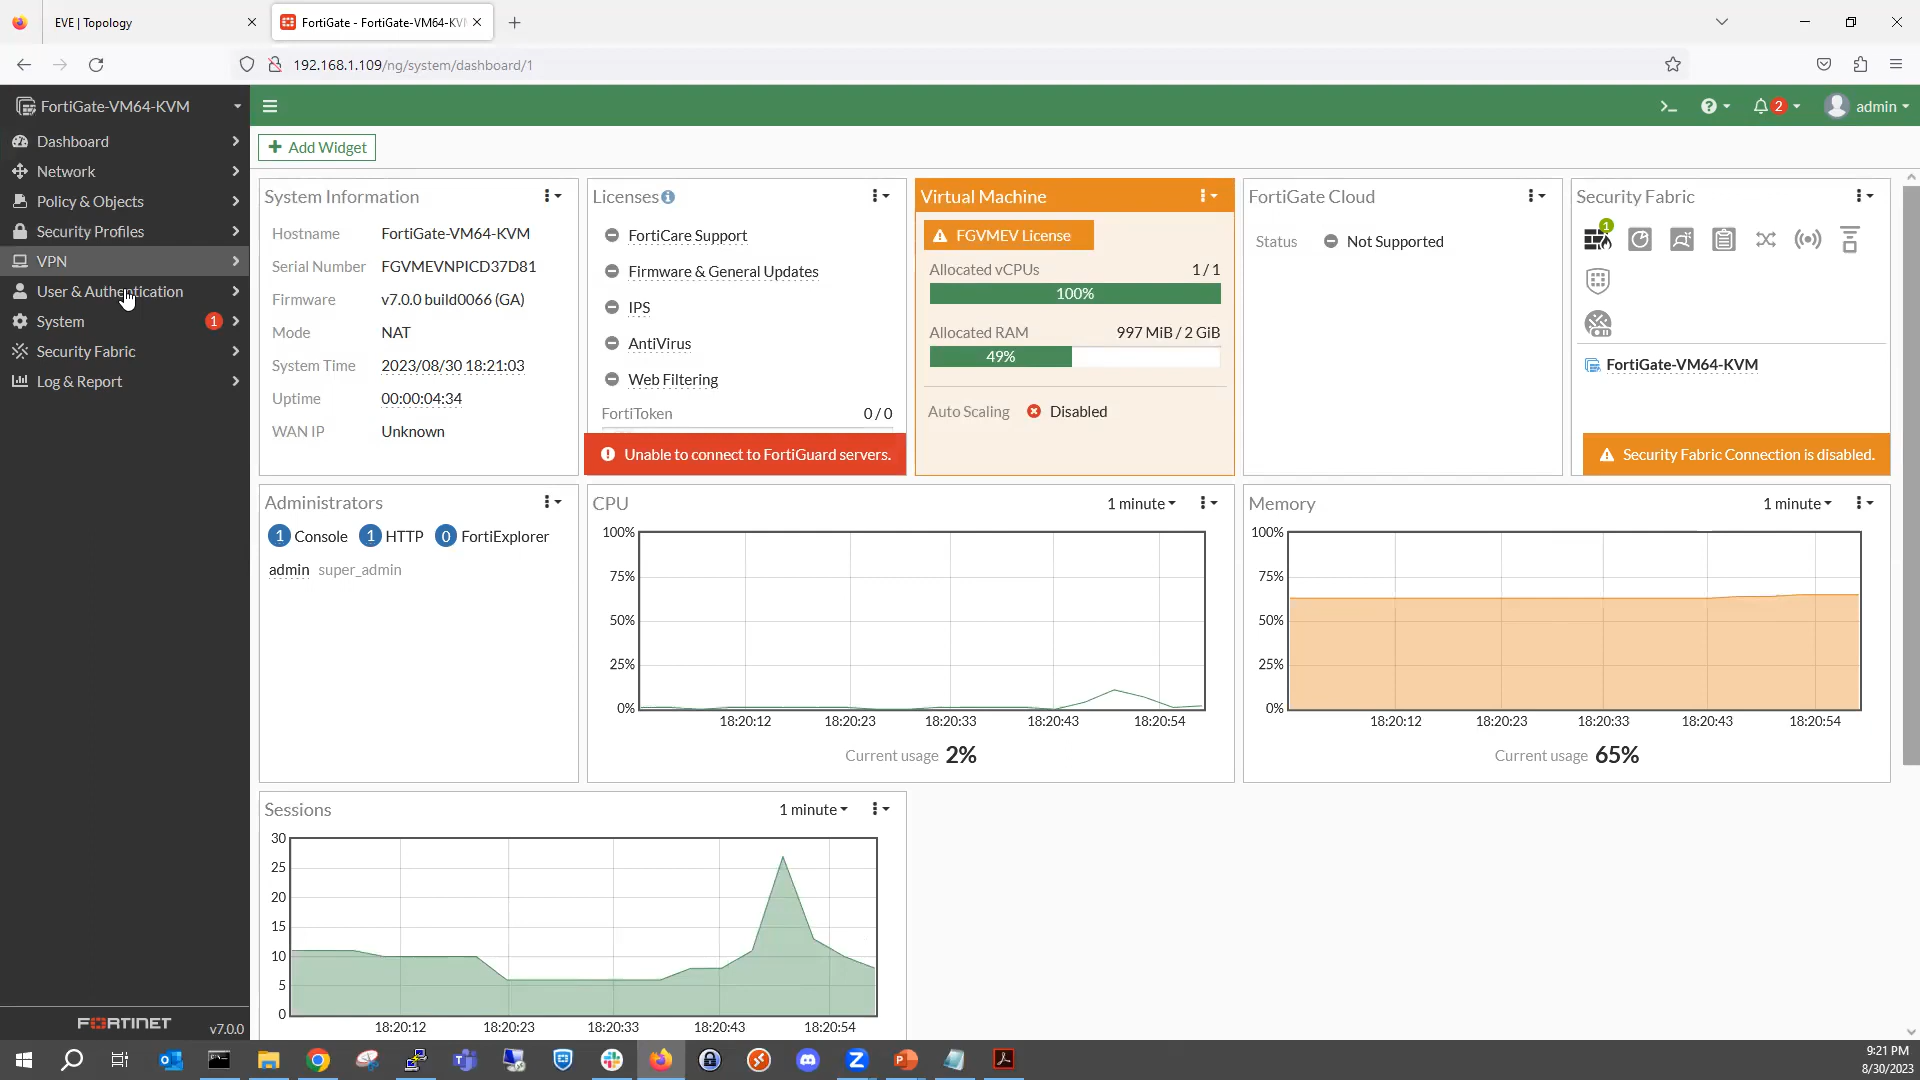 EVE | Topology
FortiGate - FortiGate-VM64-KV
192.168.1.109/ng/system/dashboard/1
FortiGate-VM64-KVM
2
admin
Dashboard
Network
Policy & Objects
Security Profiles
VPN
User & Authentication
System
1
Security Fabric
Log & Report
FORTINET
v7.0.0
Add Widget
System Information
Hostname FortiGate-VM64-KVM
Serial Number FGVMEVNPICD37D81
Firmware v7.0.0 build0066 (GA)
Mode NAT
System Time 2023/08/30 18:21:03
Uptime 00:00:04:34
WAN IP Unknown
Licenses
FortiCare Support
Firmware & General Updates
IPS
AntiVirus
Web Filtering
FortiToken 0 / 0
Unable to connect to FortiGuard servers.
Virtual Machine
FGVMEV License
Allocated vCPUs 1 / 1
100%
Allocated RAM 997 MiB / 2 GiB
49%
Auto Scaling Disabled
FortiGate Cloud
Status Not Supported
Security Fabric
1
FortiGate-VM64-KVM
Security Fabric Connection is disabled.
Administrators
1 Console 1 HTTP 0 FortiExplorer
admin super_admin
CPU 1 minute
100%
75%
50%
25%
0%
18:20:12 18:20:23 18:20:33 18:20:43 18:20:54
Current usage 2%
Memory 1 minute
100%
75%
50%
25%
0%
18:20:12 18:20:23 18:20:33 18:20:43 18:20:54
Current usage 65%
Sessions 1 minute
30
25
20
15
10
5
0
18:20:12 18:20:23 18:20:33 18:20:43 18:20:54
9:21 PM
8/30/2023